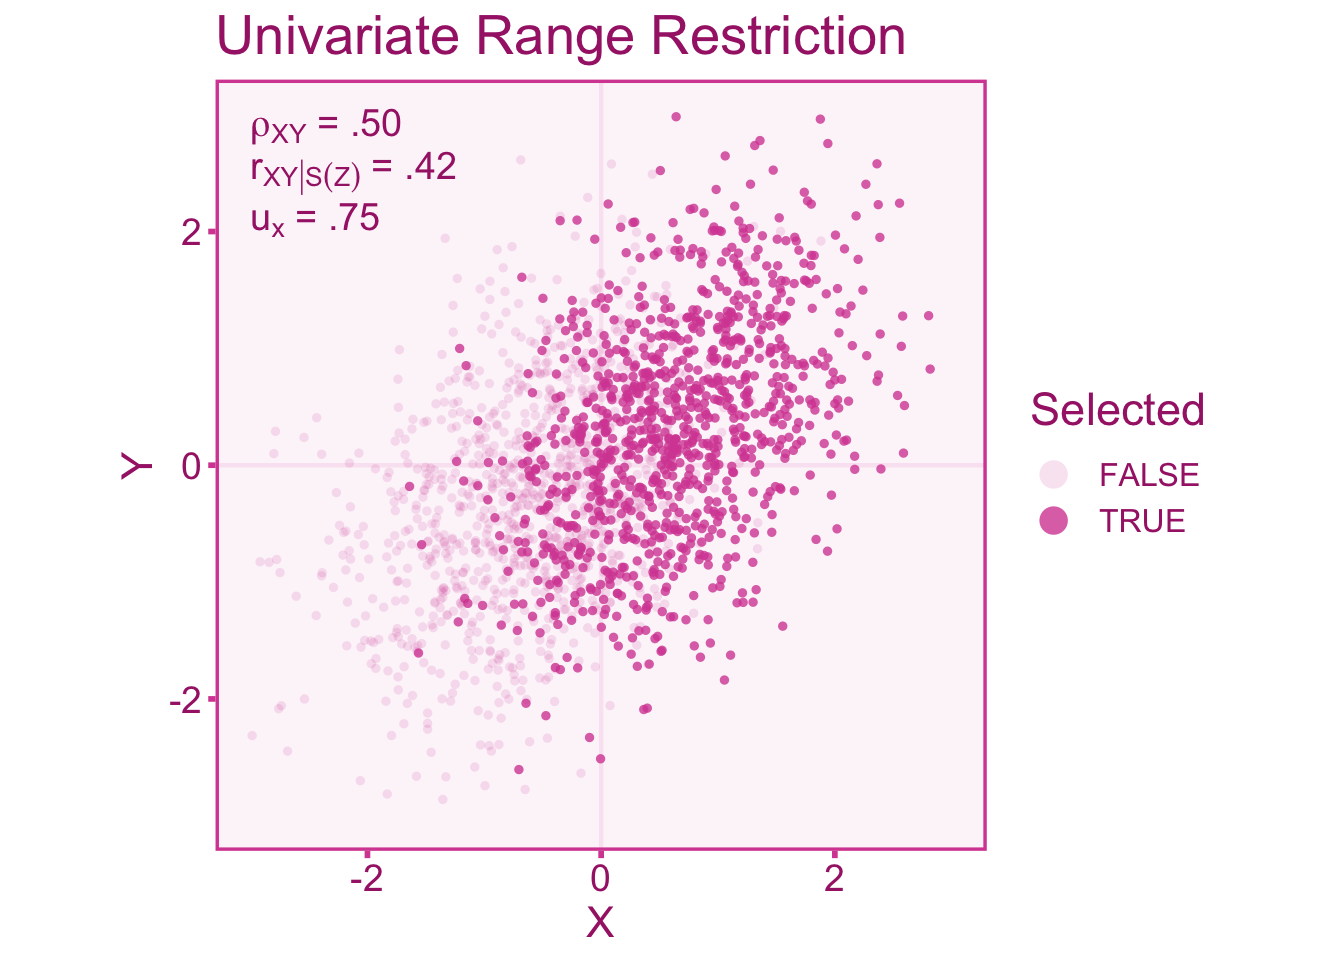 Univariate Range Restriction
ρXY = .50
rXY|S(Z) = .42
ux = .75
2
0
-2
Y
-2 0 2
X
Selected
FALSE
TRUE